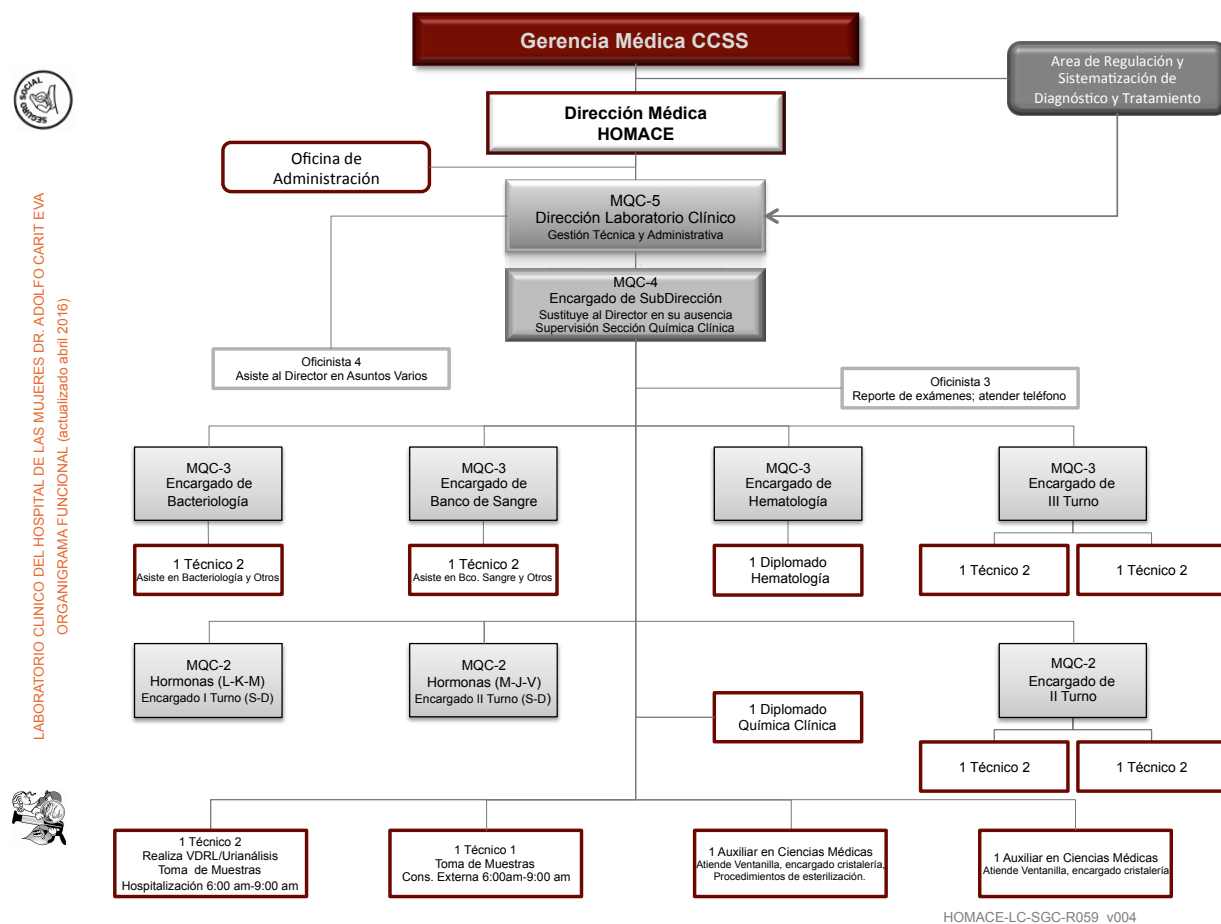 Gerencia Médica CCSS
Area de Regulación y
Sistematización de
Diagnóstico y Tratamiento
SEGURO SOCIAL
Dirección Médica
HOMACE
Oficina de
Administración
MQC-5
Dirección Laboratorio Clínico
Gestión Técnica y Administrativa
MQC-4
Encargado de SubDirección
Sustituye al Director en su ausencia
Supervisión Sección Química Clínica
Oficinista 4
Asiste al Director en Asuntos Varios
Oficinista 3
Reporte de exámenes; atender teléfono
LABORATORIO CLINICO DEL HOSPITAL DE LAS MUJERES DR. ADOLFO CARIT EVA
ORGANIGRAMA FUNCIONAL (actualizado abril 2016)
MQC-3
Encargado de
Bacteriología
MQC-3
Encargado de
Banco de Sangre
MQC-3
Encargado de
Hematología
MQC-3
Encargado de
III Turno
1 Técnico 2
Asiste en Bacteriología y Otros
1 Técnico 2
Asiste en Bco. Sangre y Otros
1 Diplomado
Hematología
1 Técnico 2
1 Técnico 2
MQC-2
Hormonas (L-K-M)
Encargado I Turno (S-D)
MQC-2
Hormonas (M-J-V)
Encargado II Turno (S-D)
MQC-2
Encargado de
II Turno
1 Diplomado
Química Clínica
1 Técnico 2
1 Técnico 2
1 Técnico 2
Realiza VDRL/Urianálisis
Toma de Muestras
Hospitalización 6:00 am-9:00 am
1 Técnico 1
Toma de Muestras
Cons. Externa 6:00am-9:00 am
1 Auxiliar en Ciencias Médicas
Atiende Ventanilla, encargado cristalería,
Procedimientos de esterilización.
1 Auxiliar en Ciencias Médicas
Atiende Ventanilla, encargado cristalería
HOMACE-LC-SGC-R059 v004